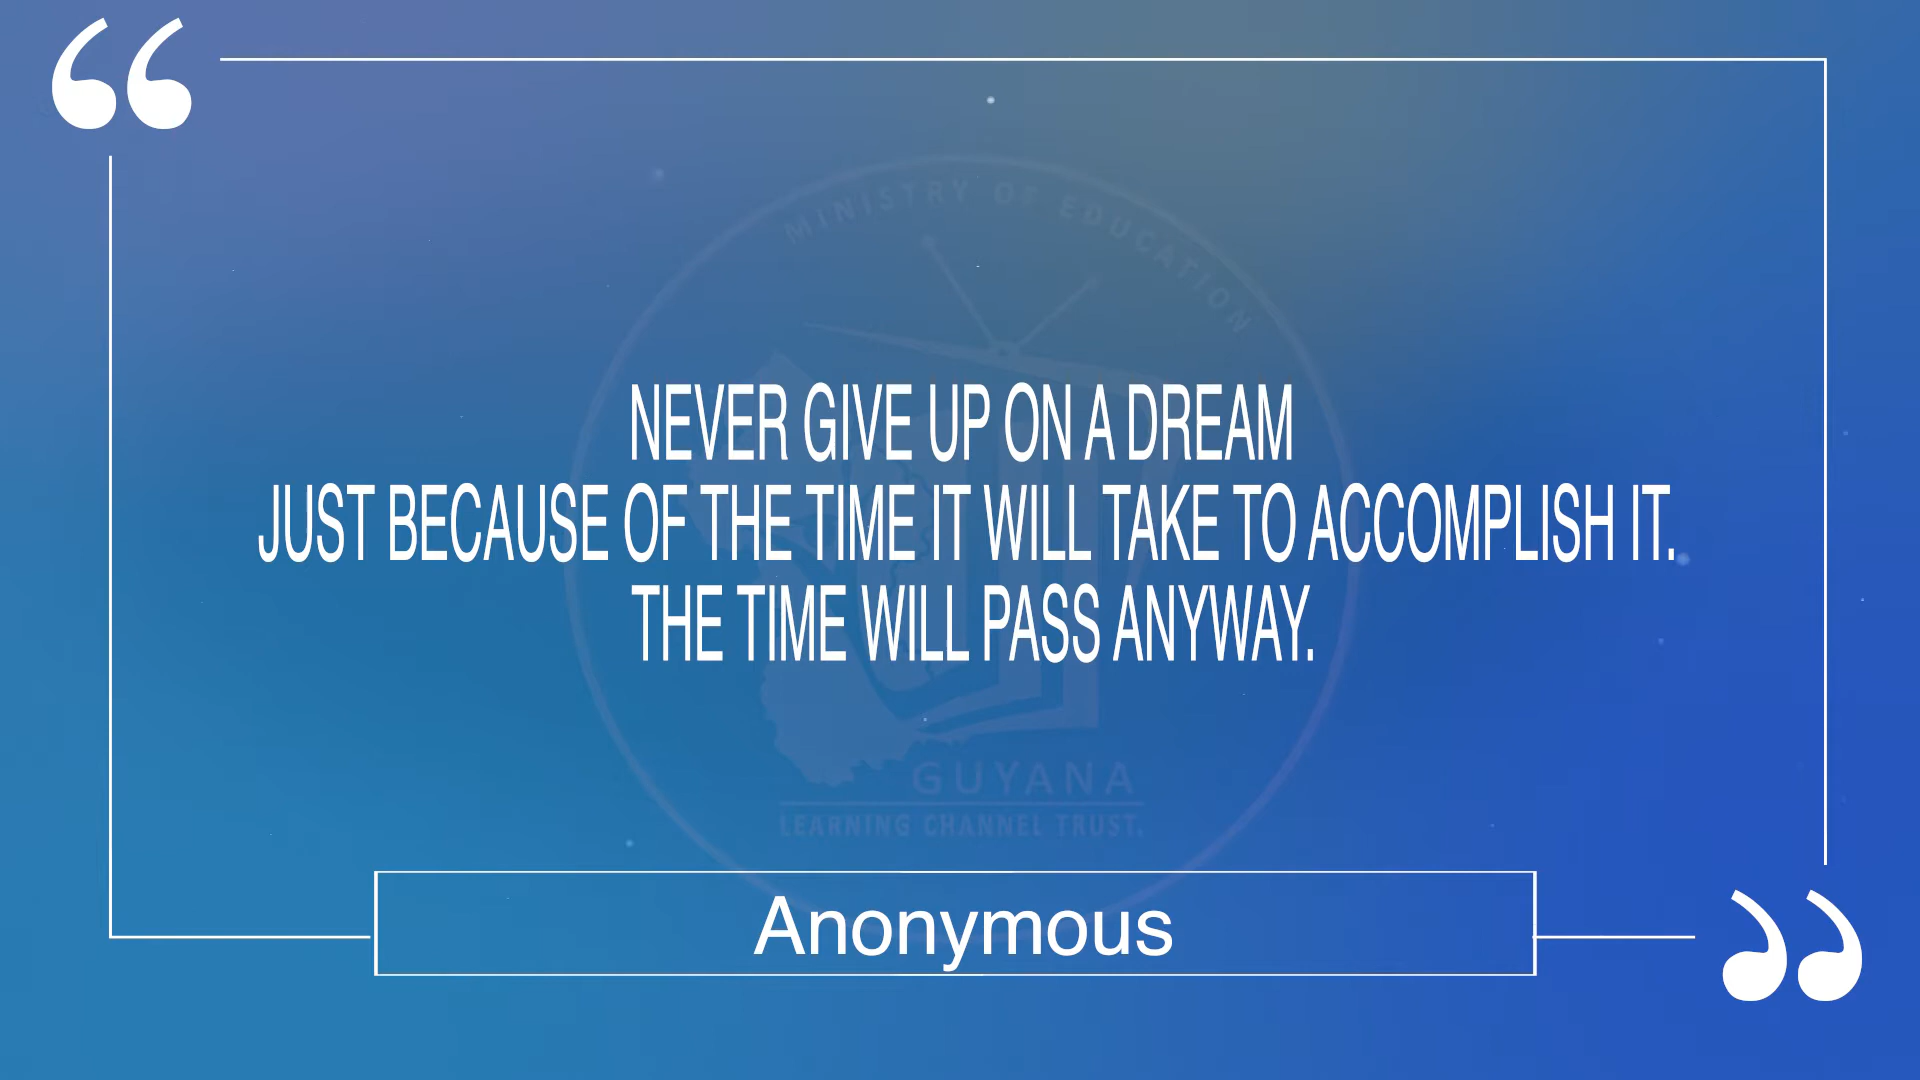 “
MINISTRY OF EDUCATION
NEVER GIVE UP ON A DREAM
JUST BECAUSE OF THE TIME IT WILL TAKE TO ACCOMPLISH IT.
THE TIME WILL PASS ANYWAY.
GUYANA
LEARNING CHANNEL TRUST.
Anonymous
”